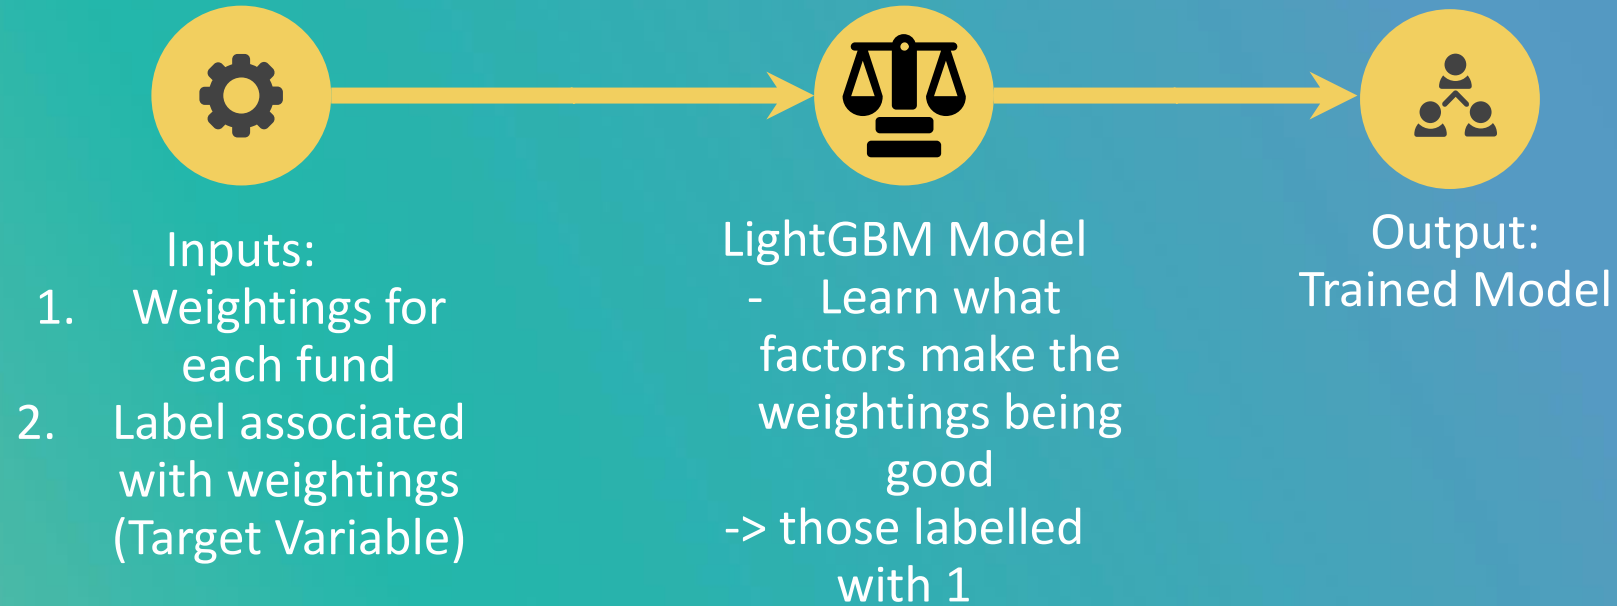 Inputs:
1. Weightings for
each fund
2. Label associated
with weightings
(Target Variable)
LightGBM Model
- Learn what
factors make the
weightings being
good
-> those labelled
with 1
Output:
Trained Model